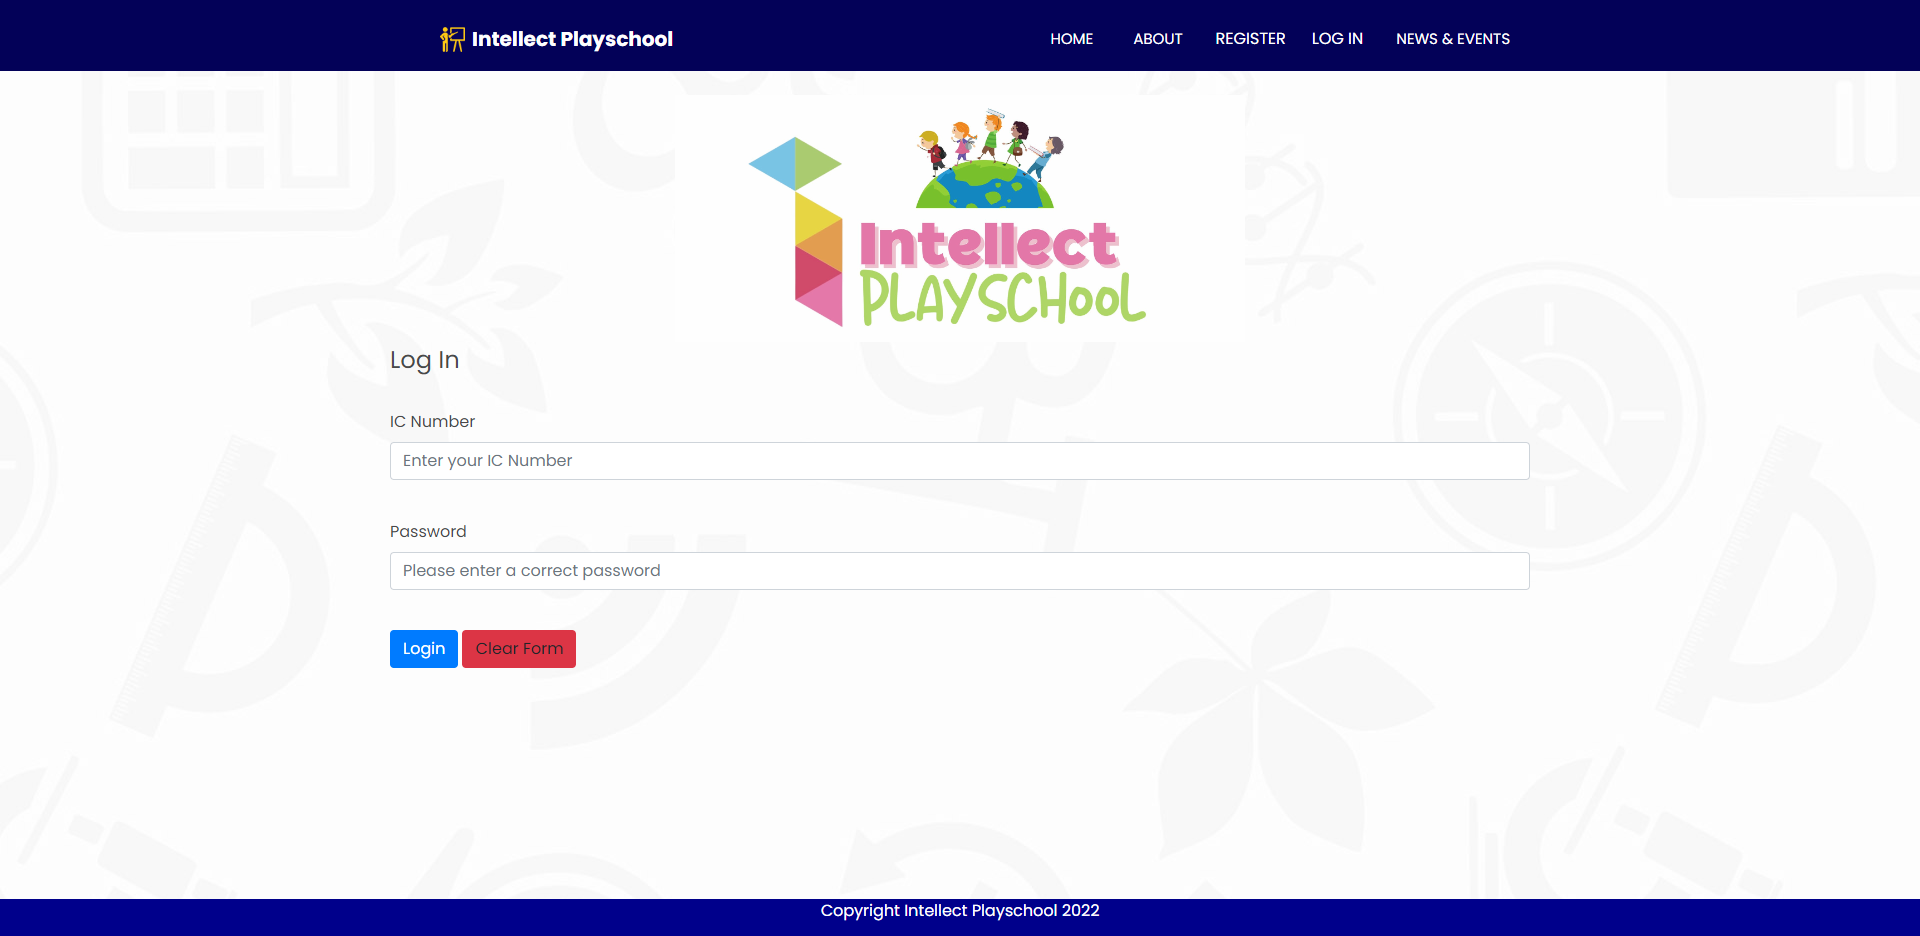 Intellect Playschool HOME ABOUT REGISTER LOG IN NEWS & EVENTS
Intellect
PLAYSCHooL
Log In
IC Number
Enter your IC Number
Password
Please enter a correct password
Login Clear Form
Copyright Intellect Playschool 2022